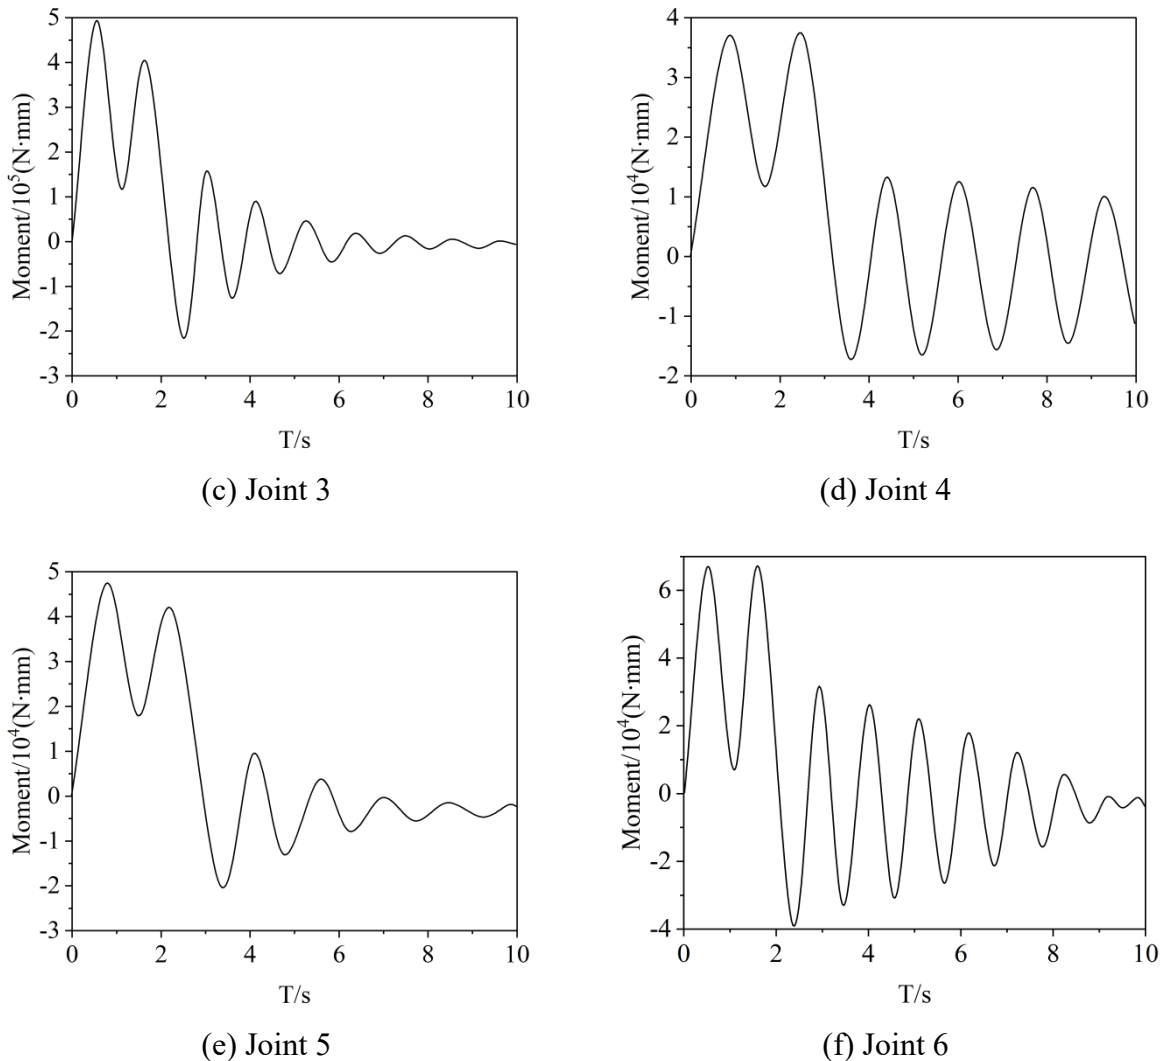 5
4
3
2
1
0
-1
-2
-3
Moment/10⁵(N·mm)
0 2 4 6 8 10
T/s
(c) Joint 3
4
3
2
1
0
-1
-2
Moment/10⁴(N·mm)
0 2 4 6 8 10
T/s
(d) Joint 4
5
4
3
2
1
0
-1
-2
-3
Moment/10⁴(N·mm)
0 2 4 6 8 10
T/s
(e) Joint 5
6
4
2
0
-2
-4
Moment/10⁴(N·mm)
0 2 4 6 8 10
T/s
(f) Joint 6